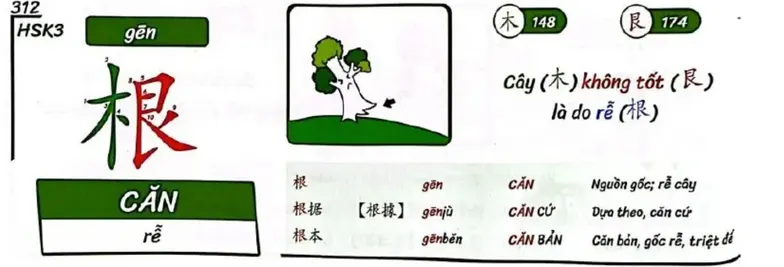 312
HSK3
gēn
根
CĂN
rễ
木 148
艮 174
Cây (木) không tốt (艮)
là do rễ (根)
根 gēn CĂN Nguồn gốc; rễ cây
根据 【根據】 gēnjù CĂN CỨ Dựa theo, căn cứ
根本 gēnběn CĂN BẢN Căn bản, gốc rễ, triệt để